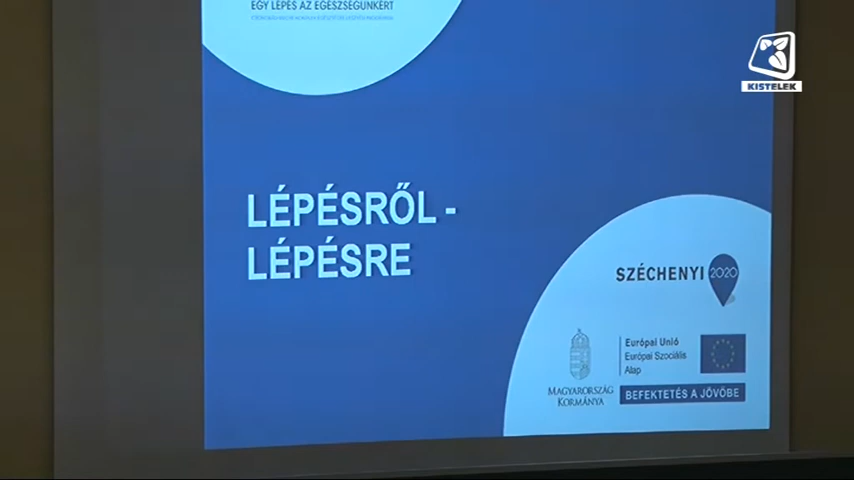 EGY LÉPÉS AZ EGÉSZSÉGÜNKÉRT
KISTELEK
LÉPÉSRŐL -
LÉPÉSRE
SZÉCHENYI 2020
Európai Unió
Európai Szociális
Alap
MAGYARORSZÁG
KORMÁNYA
BEFEKTETÉS A JÖVŐBE